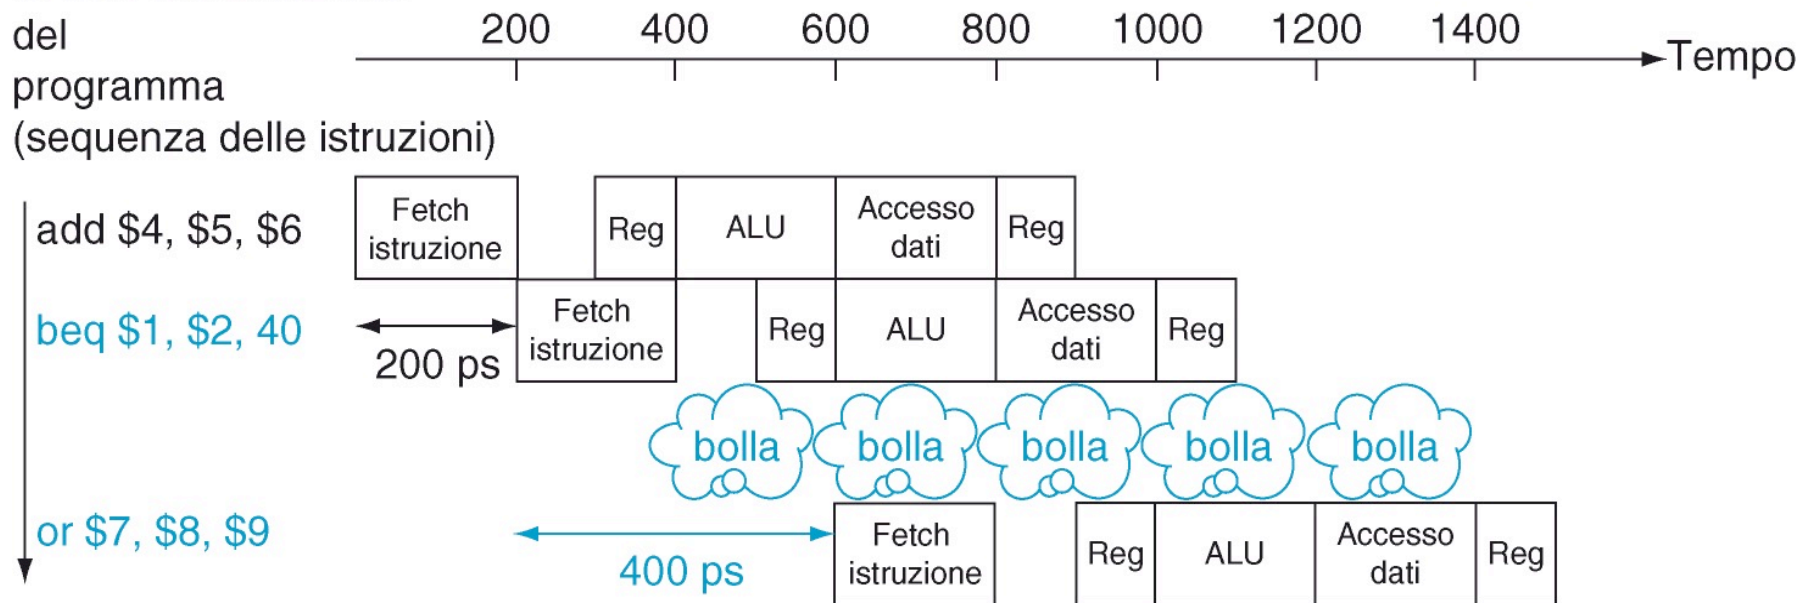 del
programma
(sequenza delle istruzioni)
200 400 600 800 1000 1200 1400
Tempo
add $4, $5, $6
Fetch
istruzione
Reg
ALU
Accesso
dati
Reg
beq $1, $2, 40
200 ps
Fetch
istruzione
Reg
ALU
Accesso
dati
Reg
bolla bolla bolla bolla bolla
or $7, $8, $9
400 ps
Fetch
istruzione
Reg
ALU
Accesso
dati
Reg